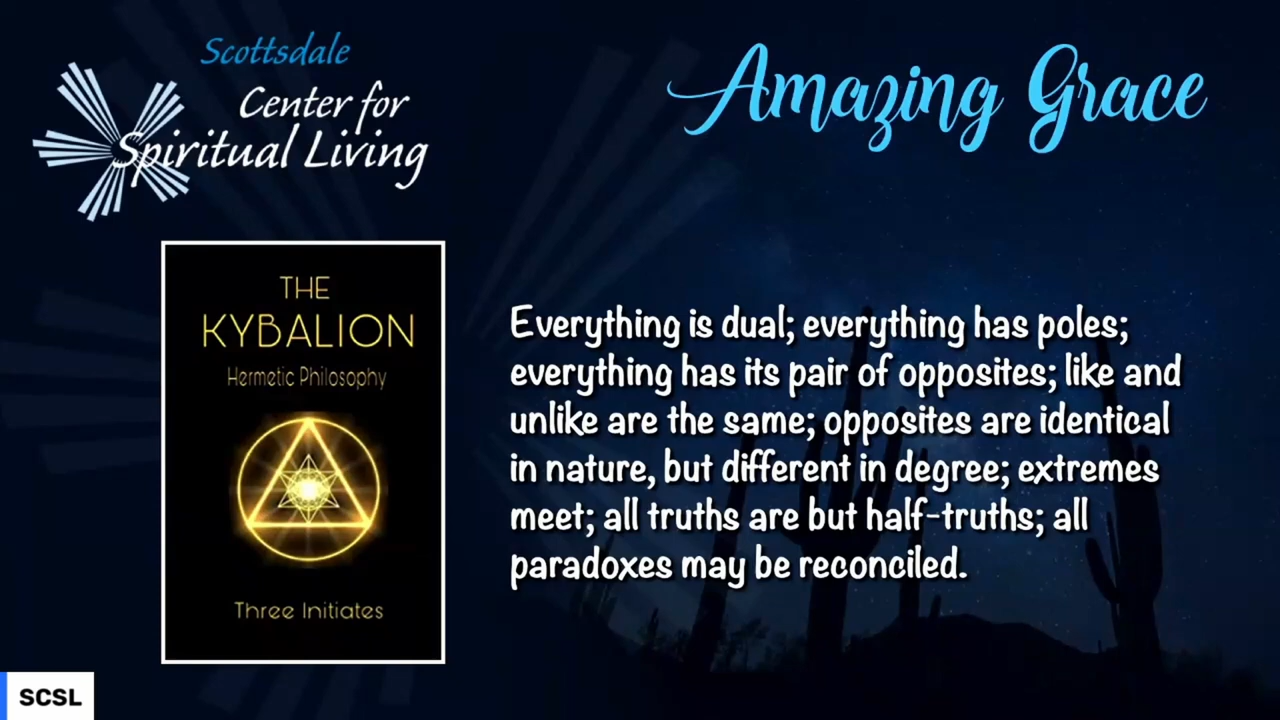 Scottsdale
Center for
Spiritual Living
Amazing Grace
THE
KYBALION
Hermetic Philosophy
Three Initiates
Everything is dual; everything has poles;
everything has its pair of opposites; like and
unlike are the same; opposites are identical
in nature, but different in degree; extremes
meet; all truths are but half-truths; all
paradoxes may be reconciled.
SCSL